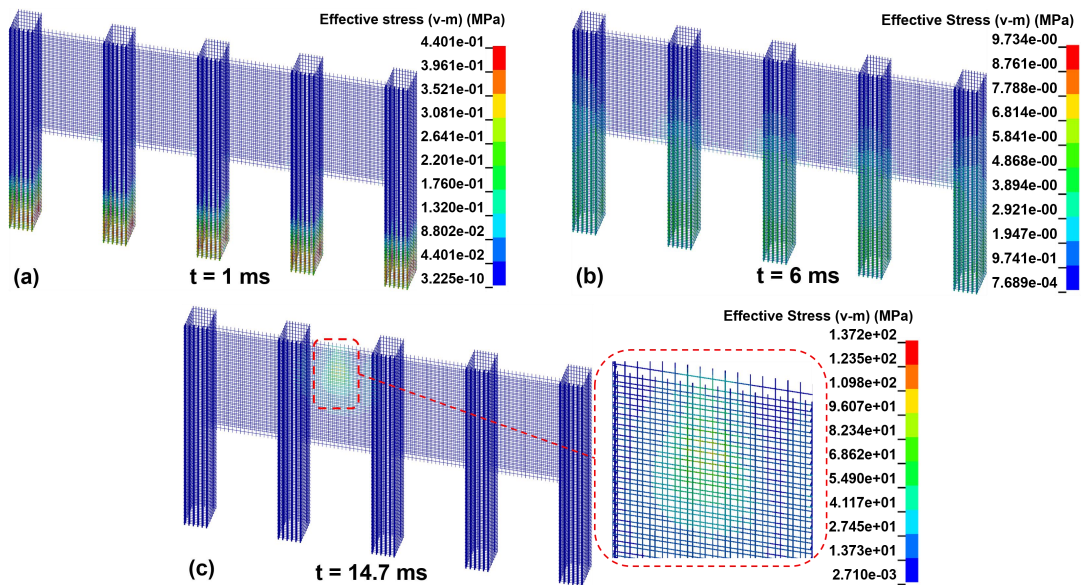 Effective stress (v-m) (MPa)
4.401e-01
3.961e-01
3.521e-01
3.081e-01
2.641e-01
2.201e-01
1.760e-01
1.320e-01
8.802e-02
4.401e-02
3.225e-10
(a)
t = 1 ms
Effective Stress (v-m) (MPa)
9.734e-00
8.761e-00
7.788e-00
6.814e-00
5.841e-00
4.868e-00
3.894e-00
2.921e-00
1.947e-00
9.741e-01
7.689e-04
(b)
t = 6 ms
Effective Stress (v-m) (MPa)
1.372e+02
1.235e+02
1.098e+02
9.607e+01
8.234e+01
6.862e+01
5.490e+01
4.117e+01
2.745e+01
1.373e+01
2.710e-03
(c)
t = 14.7 ms